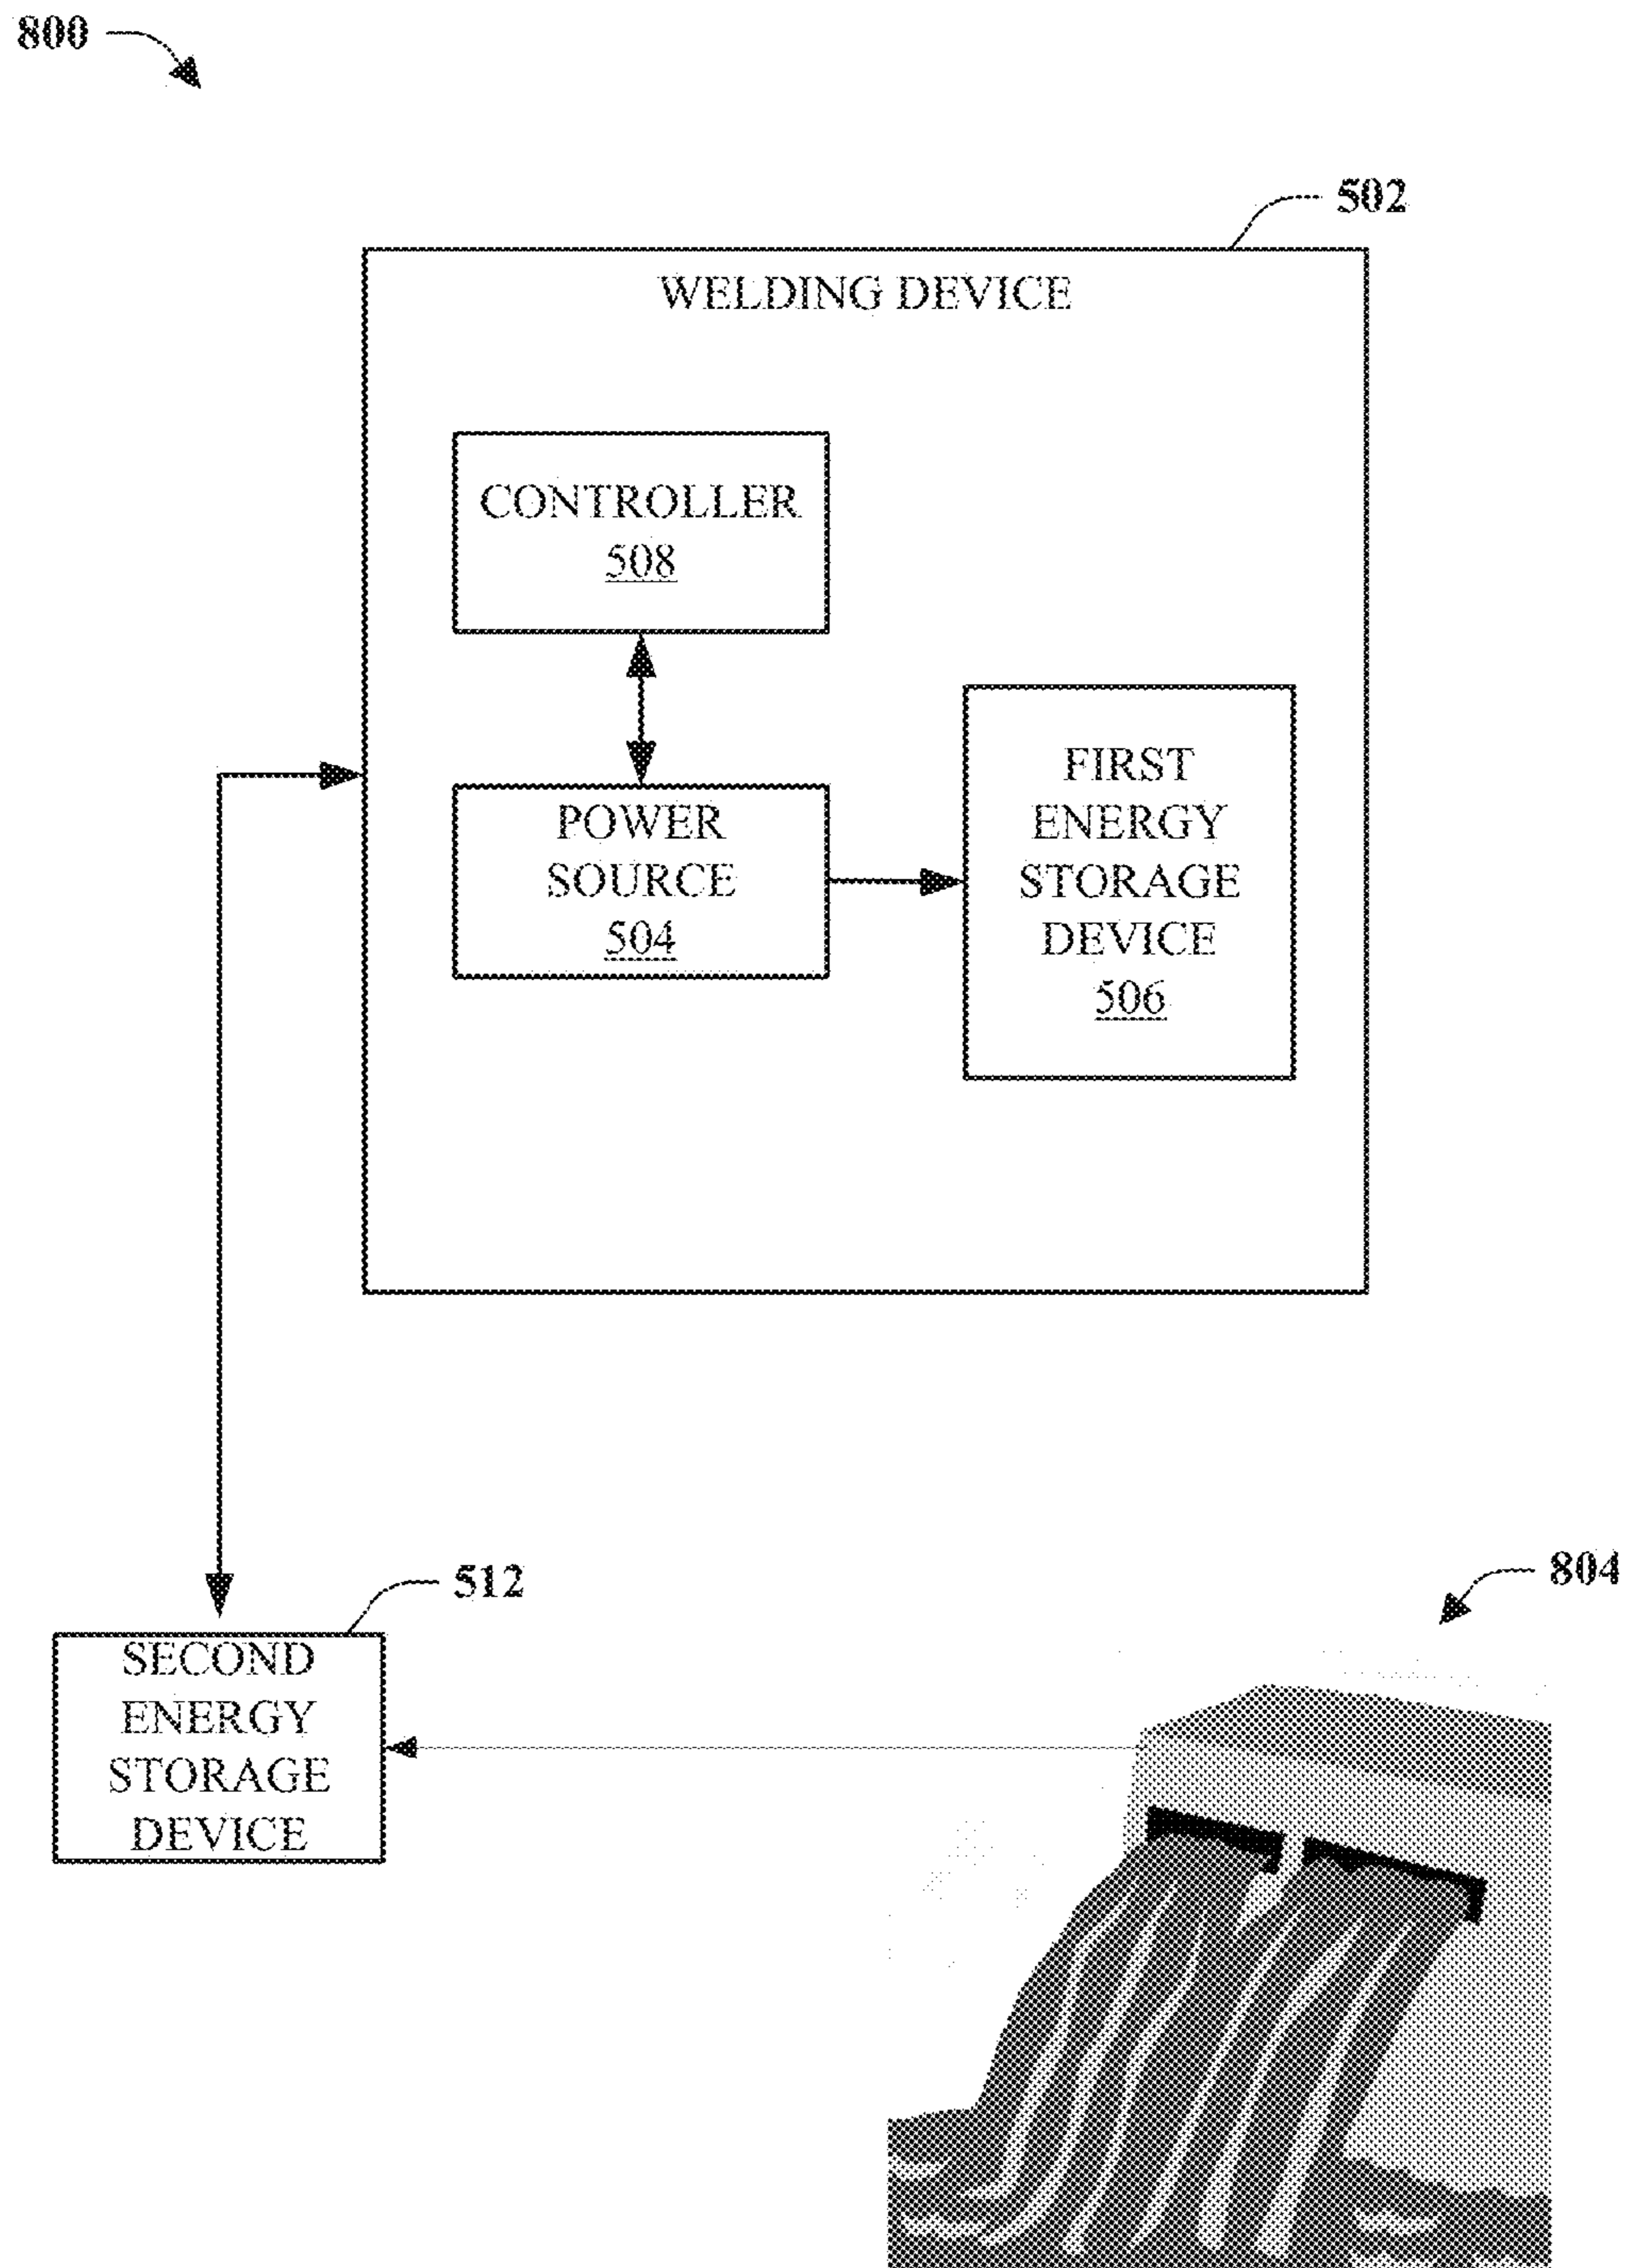 800
502
WELDING DEVICE
CONTROLLER
508
POWER
SOURCE
504
FIRST
ENERGY
STORAGE
DEVICE
506
512
SECOND
ENERGY
STORAGE
DEVICE
804